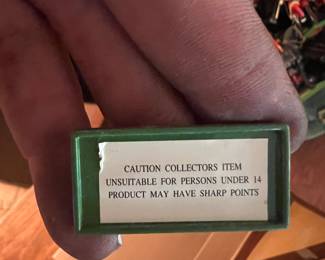 CAUTION COLLECTORS ITEM
UNSUITABLE FOR PERSONS UNDER 14
PRODUCT MAY HAVE SHARP POINTS